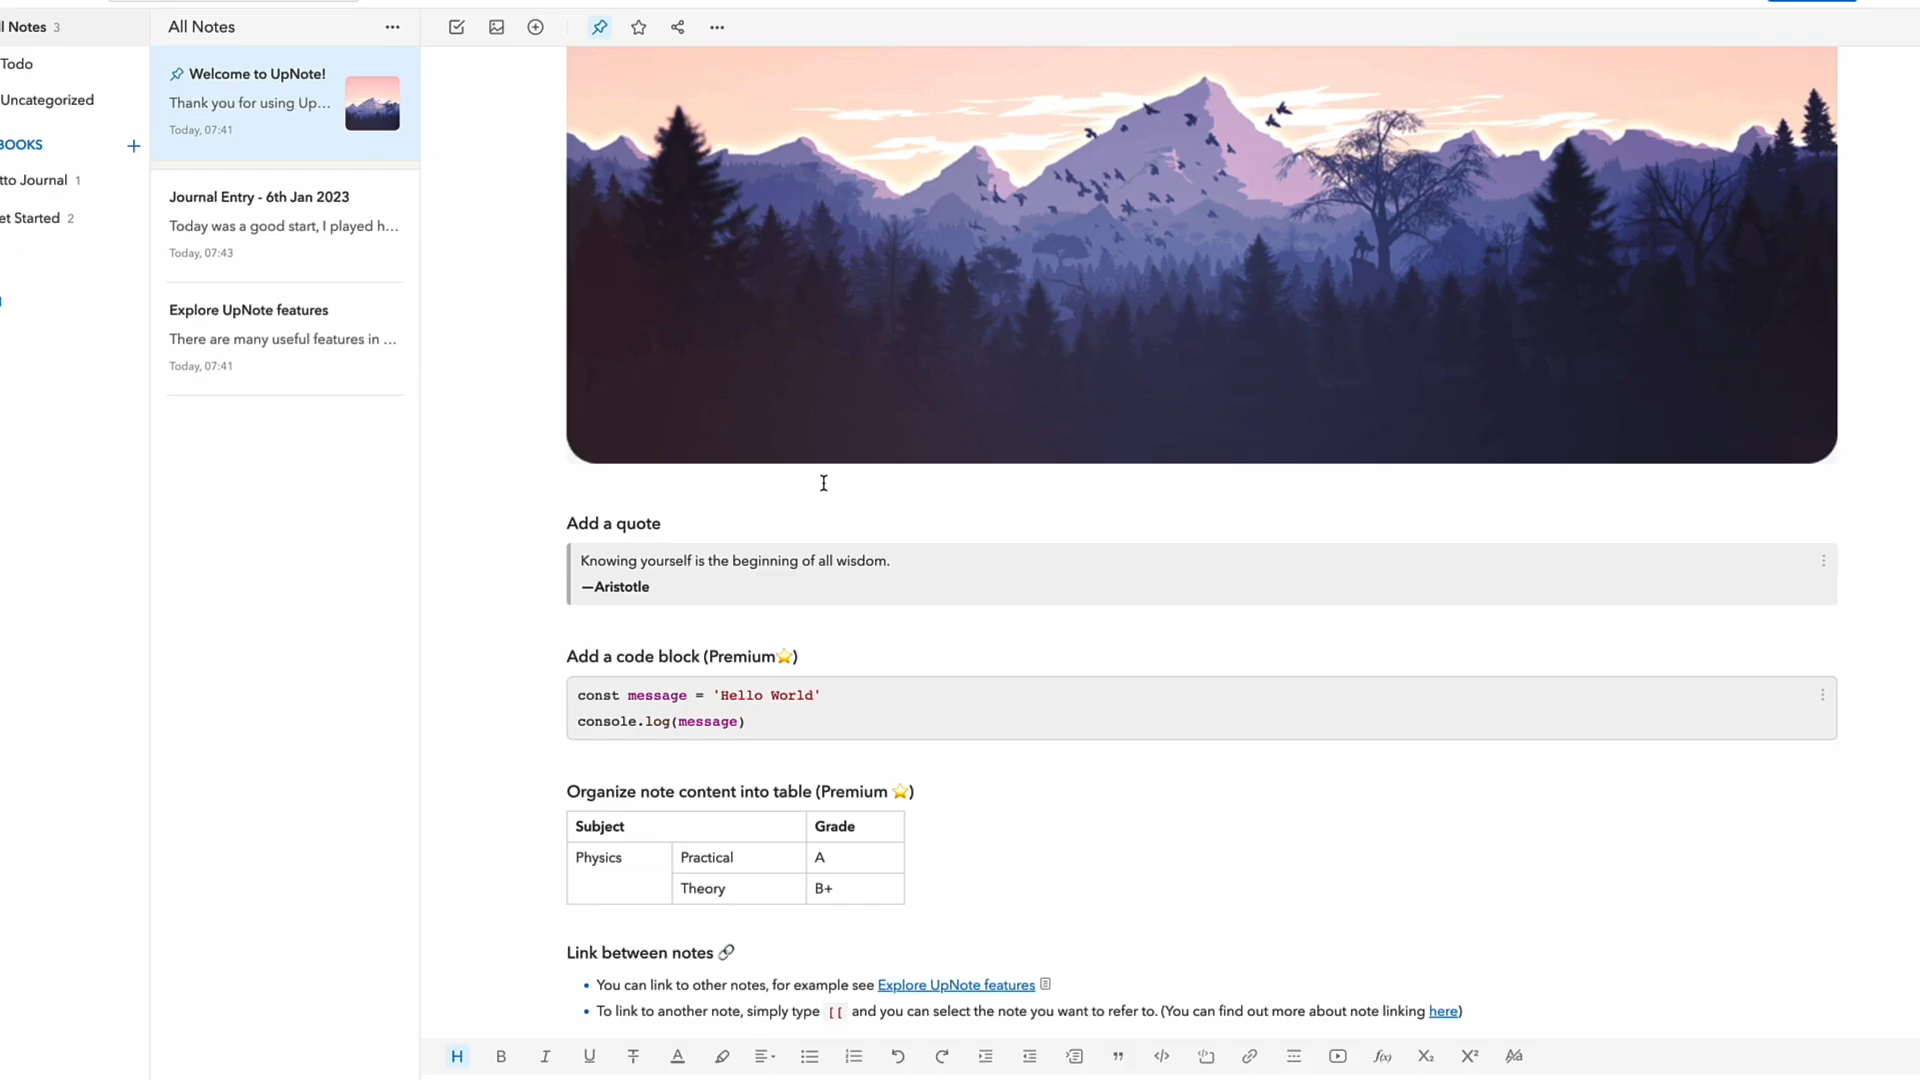 ll Notes 3
Todo
Uncategorized
BOOKS
tto Journal 1
et Started 2
All Notes
Welcome to UpNote!
Thank you for using Up...
Today, 07:41
Journal Entry - 6th Jan 2023
Today was a good start, I played h...
Today, 07:43
Explore UpNote features
There are many useful features in ...
Today, 07:41
Add a quote
Knowing yourself is the beginning of all wisdom.
—Aristotle
Add a code block (Premium⭐)
const message = 'Hello World'
console.log(message)
Organize note content into table (Premium ⭐)
Subject Grade
Physics Practical A
Theory B+
Link between notes 🔗
• You can link to other notes, for example see Explore UpNote features
• To link to another note, simply type [[ and you can select the note you want to refer to. (You can find out more about note linking here)
H B I U T A f(x) X₂ X² Aa